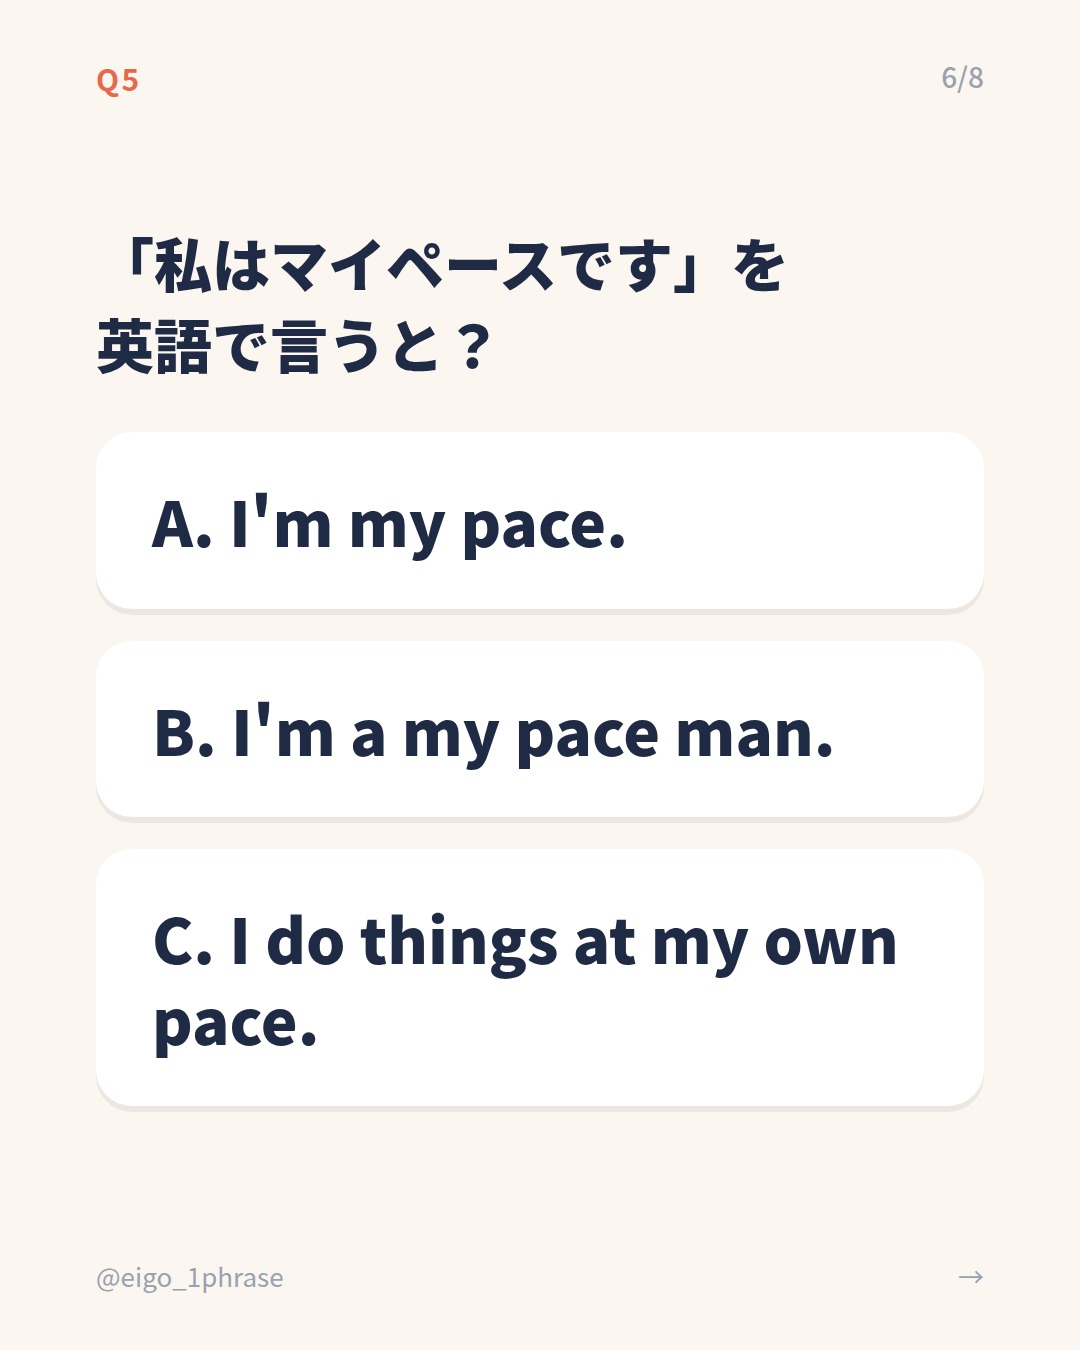 Q5
6/8
「私はマイペースです」を
英語で言うと？
A. I'm my pace.
B. I'm a my pace man.
C. I do things at my own
pace.
@eigo_1phrase
→